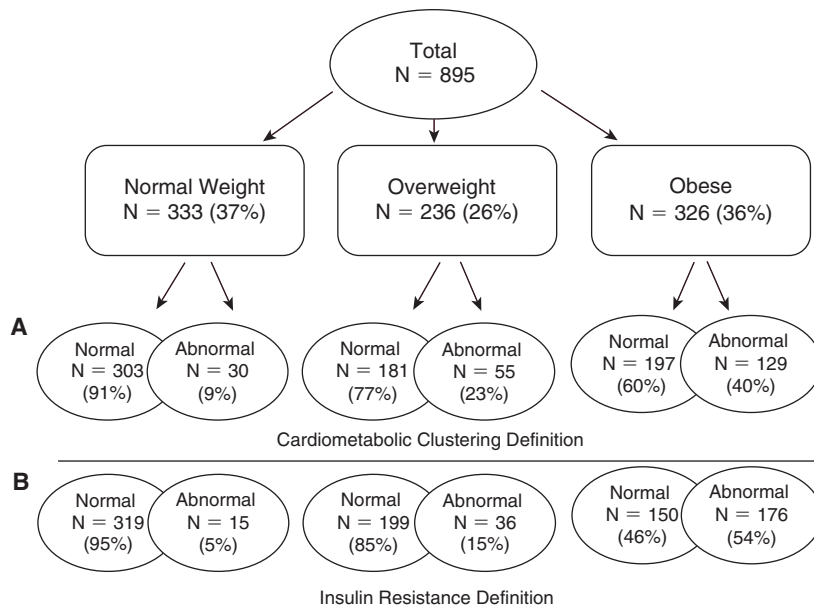 Total
N = 895
Normal Weight
N = 333 (37%)
Overweight
N = 236 (26%)
Obese
N = 326 (36%)
A
Normal
N = 303
(91%)
Abnormal
N = 30
(9%)
Normal
N = 181
(77%)
Abnormal
N = 55
(23%)
Normal
N = 197
(60%)
Abnormal
N = 129
(40%)
Cardiometabolic Clustering Definition
B
Normal
N = 319
(95%)
Abnormal
N = 15
(5%)
Normal
N = 199
(85%)
Abnormal
N = 36
(15%)
Normal
N = 150
(46%)
Abnormal
N = 176
(54%)
Insulin Resistance Definition